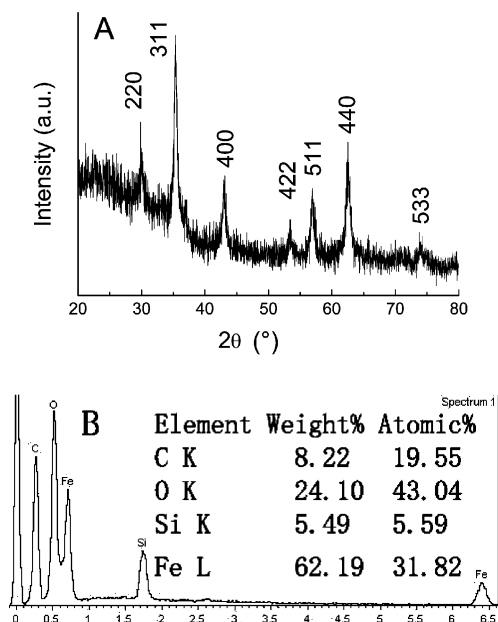 A
311
220
400
422
511
440
533
Intensity (a.u.)
20 30 40 50 60 70 80
2θ (°)
Spectrum 1
B
O
C
Fe
Si
Fe
Element Weight% Atomic%
C K 8.22 19.55
O K 24.10 43.04
Si K 5.49 5.59
Fe L 62.19 31.82
0 0.5 1 1.5 2 2.5 3 3.5 4 4.5 5 5.5 6 6.5